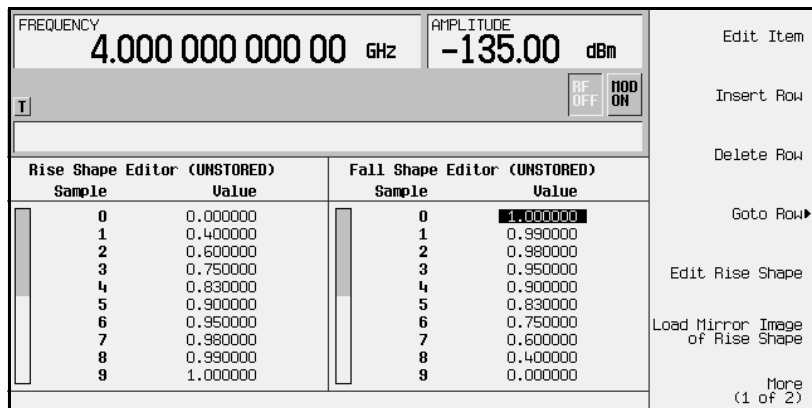 FREQUENCY
4.000 000 000 00 GHz
AMPLITUDE
-135.00 dBm
RF OFF
MOD ON
T
Rise Shape Editor (UNSTORED)
Sample Value
0 0.000000
1 0.400000
2 0.600000
3 0.750000
4 0.830000
5 0.900000
6 0.950000
7 0.980000
8 0.990000
9 1.000000
Fall Shape Editor (UNSTORED)
Sample Value
0 1.000000
1 0.990000
2 0.980000
3 0.950000
4 0.900000
5 0.830000
6 0.750000
7 0.600000
8 0.400000
9 0.000000
Edit Item
Insert Row
Delete Row
Goto Row
Edit Rise Shape
Load Mirror Image
of Rise Shape
More
(1 of 2)